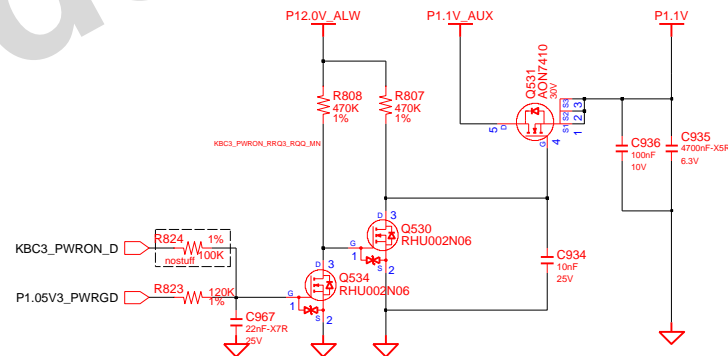 P12.0V_ALW
P1.1V_AUX
P1.1V
R808
470K
1%
R807
470K
1%
Q531
AON7410
30V
S3
S2
S1
3
2
1
5
D
G
4
C936
100nF
10V
C935
4700nF-X5R
6.3V
KBC3_PWRON_RRQ3_RQQ_MN
D
3
Q530
RHU002N06
G
1
S
2
C934
10nF
25V
KBC3_PWRON_D
R824
1%
nostuff
100K
P1.05V3_PWRGD
R823
120K
1%
D
3
Q534
RHU002N06
G
1
S
2
C967
22nF-X7R
25V